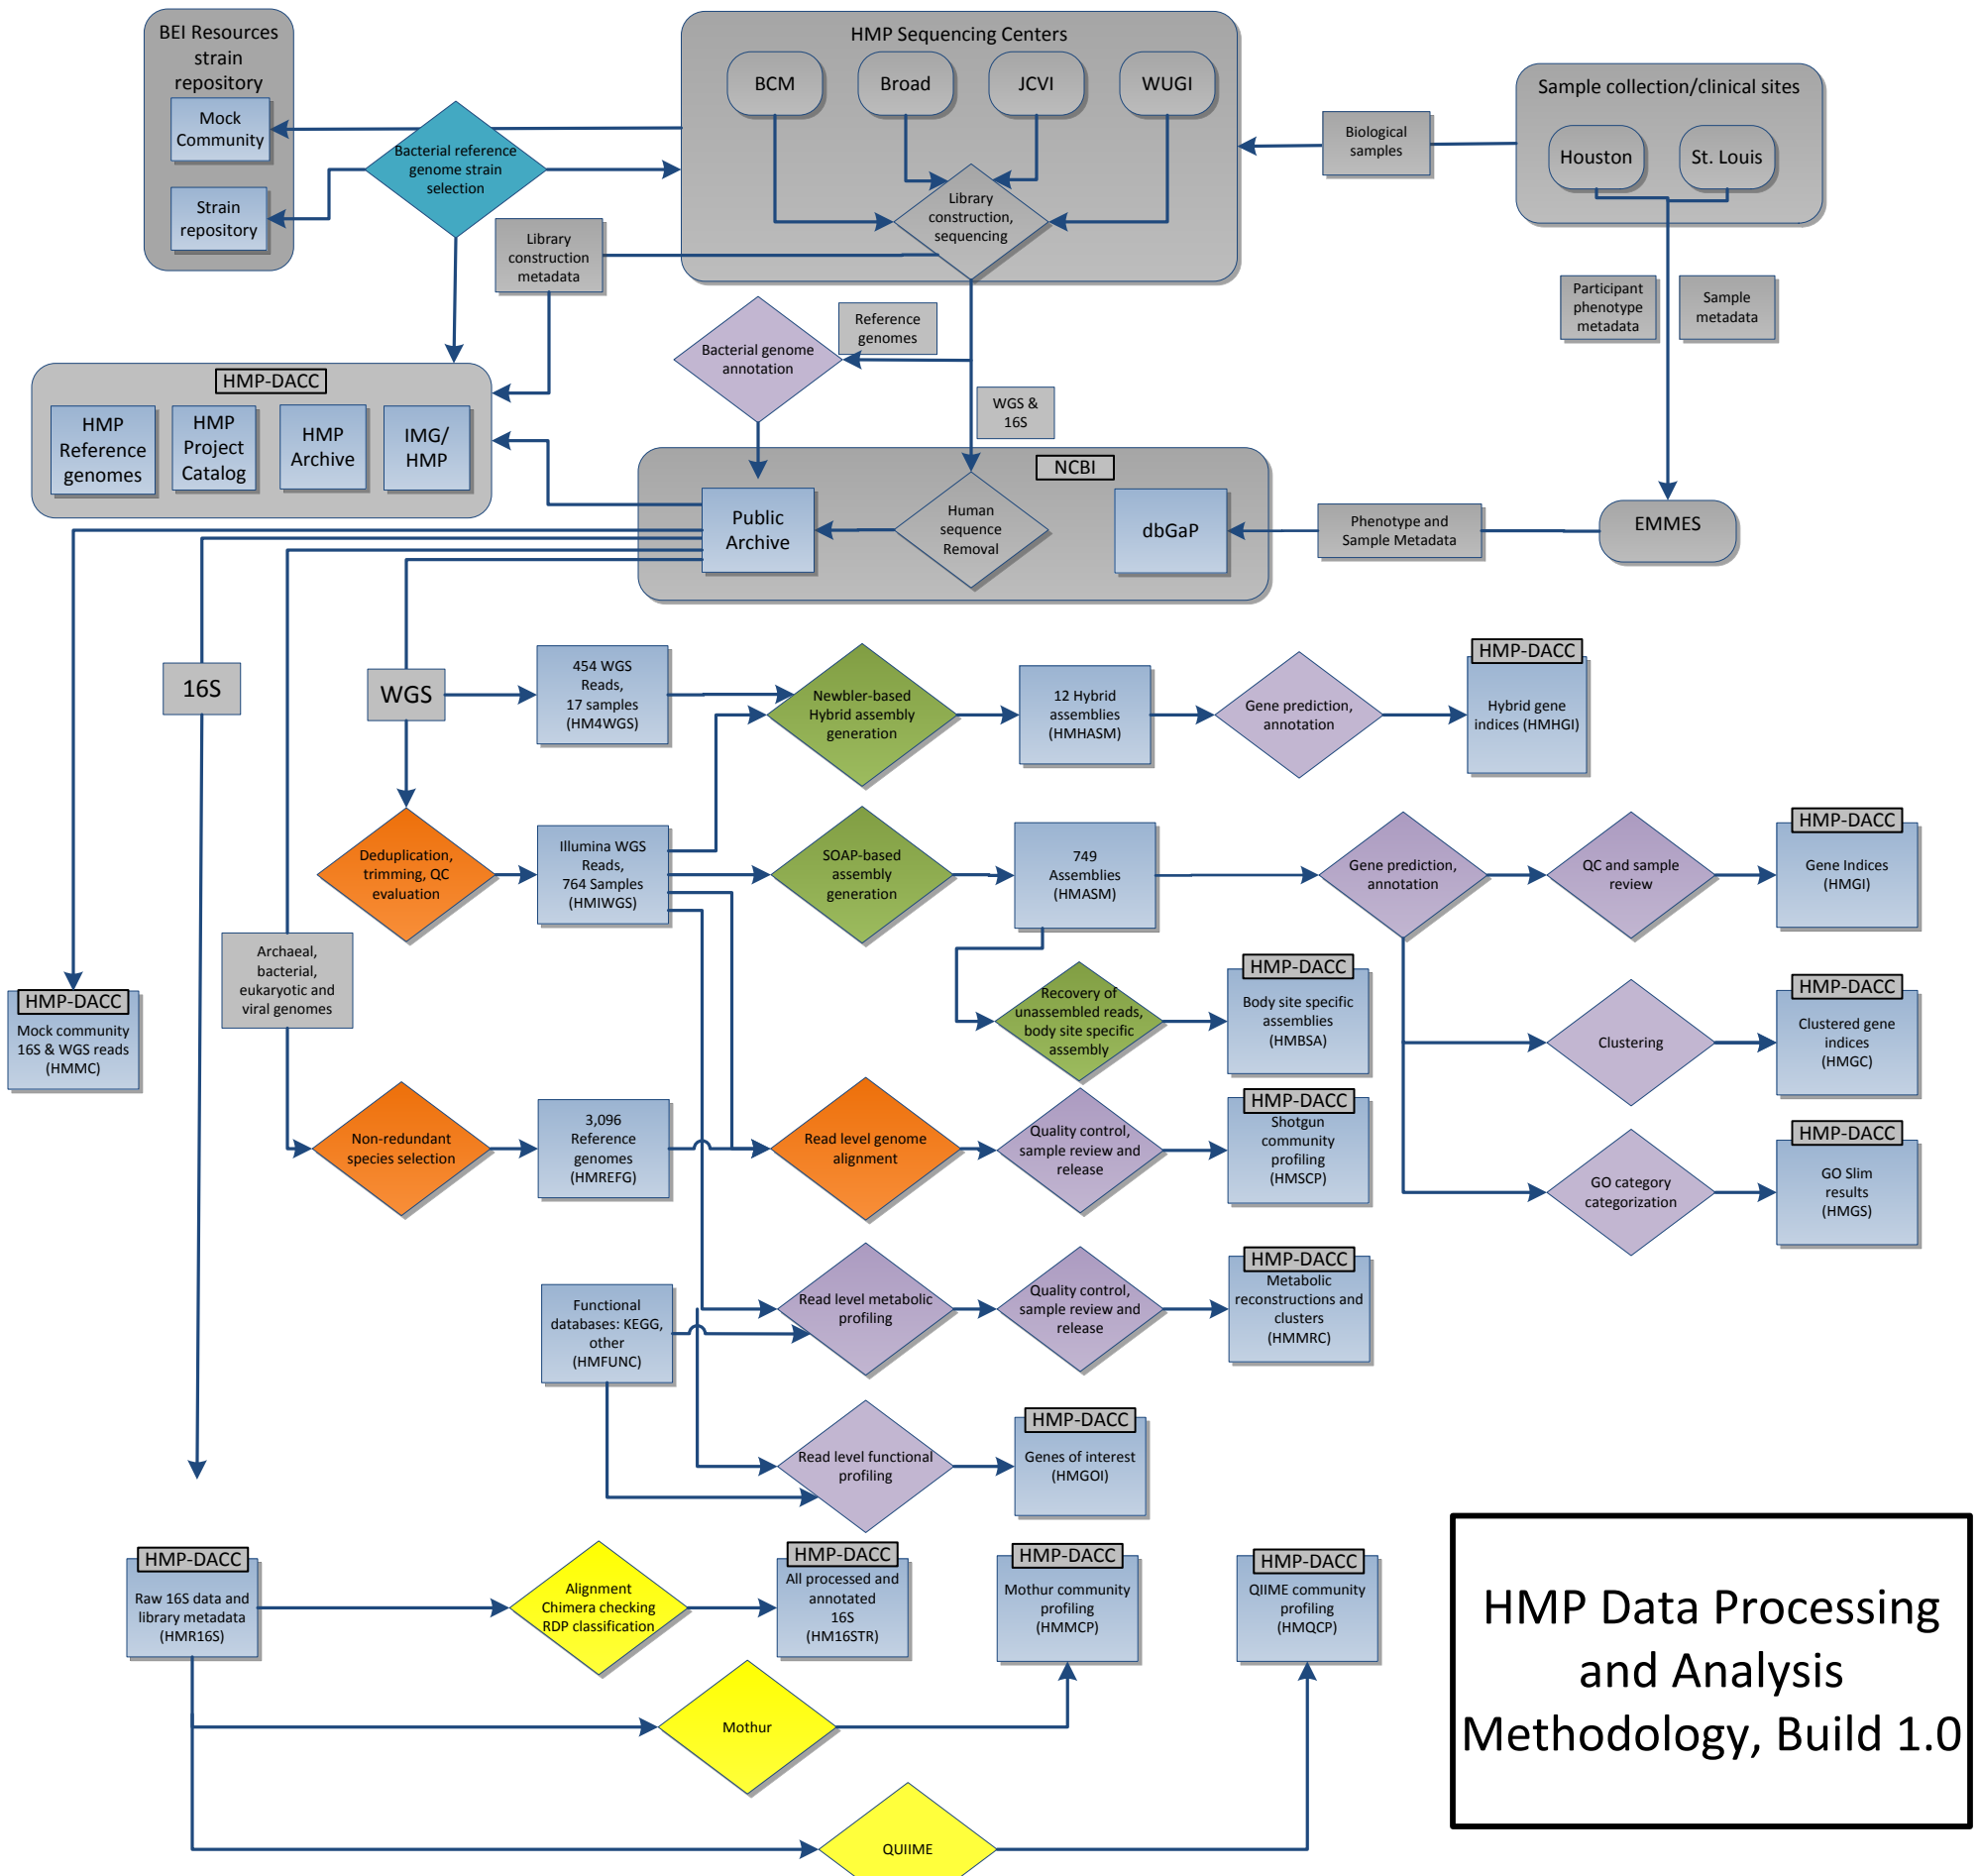 BEI Resources
strain
repository
Mock
Community
Strain
repository
Bacterial reference
genome strain
selection
HMP Sequencing Centers
BCM
Broad
JCVI
WUGI
Library
construction,
sequencing
Biological
samples
Sample collection/clinical sites
Houston
St. Louis
Library
construction
metadata
Participant
phenotype
metadata
Sample
metadata
Reference
genomes
Bacterial genome
annotation
WGS &
16S
HMP-DACC
HMP
Reference
genomes
HMP
Project
Catalog
HMP
Archive
IMG/
HMP
NCBI
Public
Archive
Human
sequence
Removal
dbGaP
Phenotype and
Sample Metadata
EMMES
16S
WGS
454 WGS
Reads,
17 samples
(HM4WGS)
Newbler-based
Hybrid assembly
generation
12 Hybrid
assemblies
(HMHASM)
Gene prediction,
annotation
HMP-DACC
Hybrid gene
indices (HMHGI)
Deduplication,
trimming, QC
evaluation
Illumina WGS
Reads,
764 Samples
(HMIWGS)
SOAP-based
assembly
generation
749
Assemblies
(HMASM)
Gene prediction,
annotation
QC and sample
review
HMP-DACC
Gene Indices
(HMGI)
Archaeal,
bacterial,
eukaryotic and
viral genomes
HMP-DACC
Mock community
16S & WGS reads
(HMMC)
Recovery of
unassembled reads,
body site specific
assembly
HMP-DACC
Body site specific
assemblies
(HMBSA)
Clustering
HMP-DACC
Clustered gene
indices
(HMGC)
Non-redundant
species selection
3,096
Reference
genomes
(HMREFG)
Read level genome
alignment
Quality control,
sample review and
release
HMP-DACC
Shotgun
community
profiling
(HMSCP)
GO category
categorization
HMP-DACC
GO Slim
results
(HMGS)
Functional
databases: KEGG,
other
(HMFUNC)
Read level metabolic
profiling
Quality control,
sample review and
release
HMP-DACC
Metabolic
reconstructions and
clusters
(HMMRC)
Read level functional
profiling
HMP-DACC
Genes of interest
(HMGOI)
HMP-DACC
Raw 16S data and
library metadata
(HMR16S)
Alignment
Chimera checking
RDP classification
HMP-DACC
All processed and
annotated
16S
(HM16STR)
HMP-DACC
Mothur community
profiling
(HMMCP)
HMP-DACC
QIIME community
profiling
(HMQCP)
Mothur
QUIIME
HMP Data Processing
and Analysis
Methodology, Build 1.0